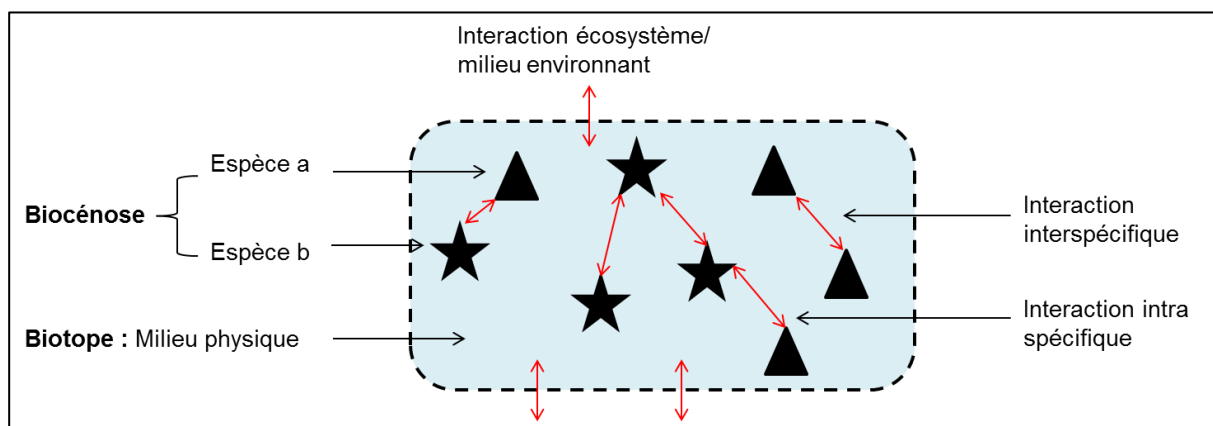 Interaction écosystème/
milieu environnant
Espèce a
Biocénose
Espèce b
Biotope : Milieu physique
Interaction
interspécifique
Interaction intra
spécifique